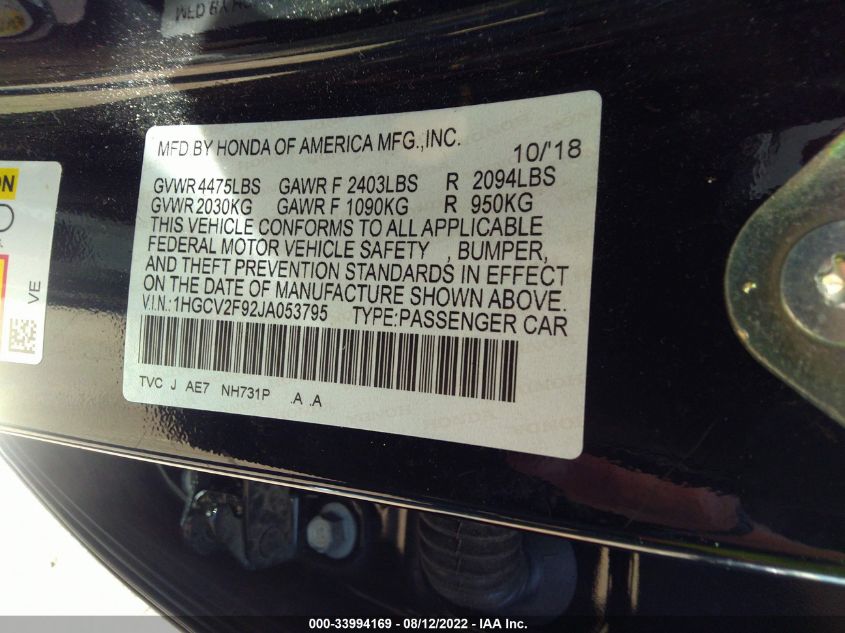 MFD BY HONDA OF AMERICA MFG.,INC.
10/'18
GVWR 4475LBS GAWR F 2403LBS R 2094LBS
GVWR 2030KG GAWR F 1090KG R 950KG
THIS VEHICLE CONFORMS TO ALL APPLICABLE
FEDERAL MOTOR VEHICLE SAFETY , BUMPER,
AND THEFT PREVENTION STANDARDS IN EFFECT
ON THE DATE OF MANUFACTURE SHOWN ABOVE.
V.I.N.:1HGCV2F92JA053795 TYPE:PASSENGER CAR
TVC J AE7 NH731P .A .A
HONDA
VE
000-33994169 - 08/12/2022 - IAA Inc.